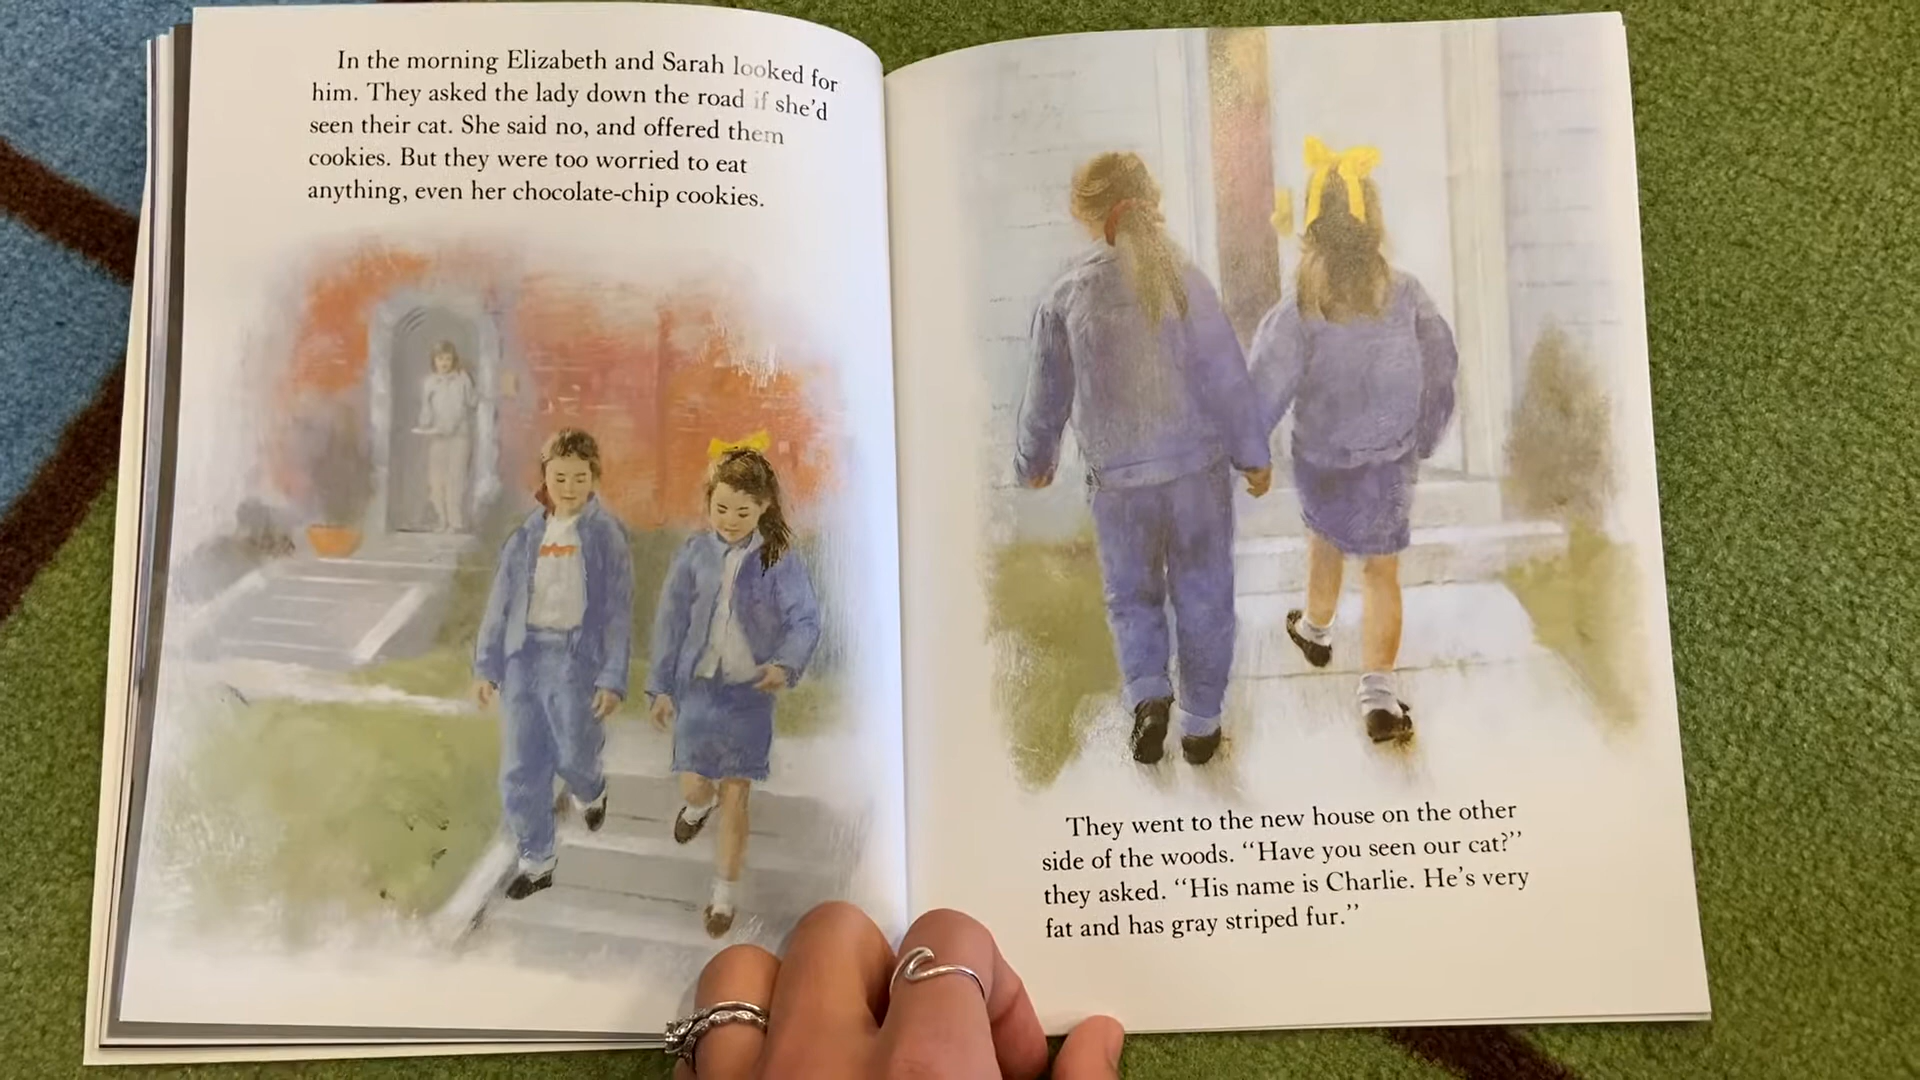 In the morning Elizabeth and Sarah looked for
him. They asked the lady down the road if she'd
seen their cat. She said no, and offered them
cookies. But they were too worried to eat
anything, even her chocolate-chip cookies.
They went to the new house on the other
side of the woods. “Have you seen our cat?”
they asked. “His name is Charlie. He's very
fat and has gray striped fur.”